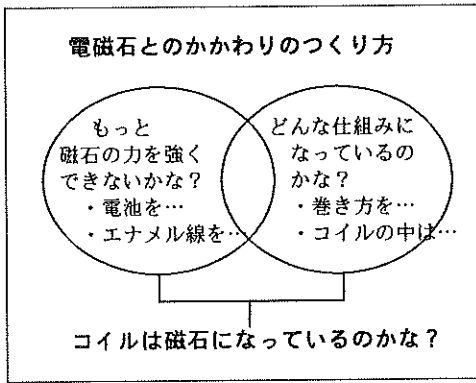 電磁石とのかかわりのつくり方
もっと
磁石の力を強く
できないかな?
・電池を…
・エナメル線を…
どんな仕組みに
なっているの
かな?
・巻き方を…
・コイルの中は…
コイルは磁石になっているのかな?